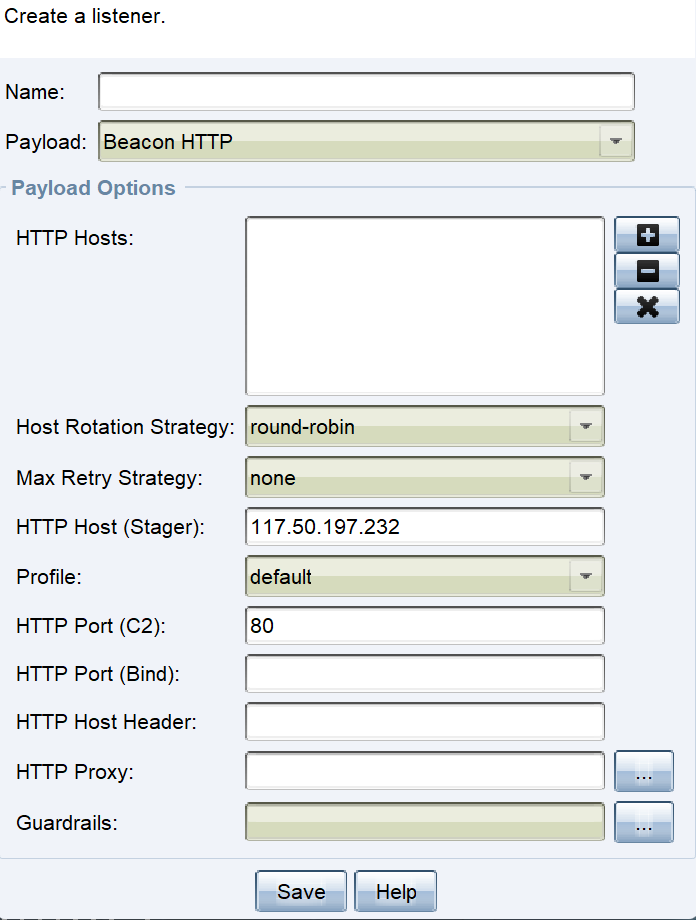 Create a listener.
Name:
Payload: Beacon HTTP
Payload Options
HTTP Hosts:
Host Rotation Strategy: round-robin
Max Retry Strategy: none
HTTP Host (Stager): 117.50.197.232
Profile: default
HTTP Port (C2): 80
HTTP Port (Bind):
HTTP Host Header:
HTTP Proxy: ...
Guardrails: ...
Save Help